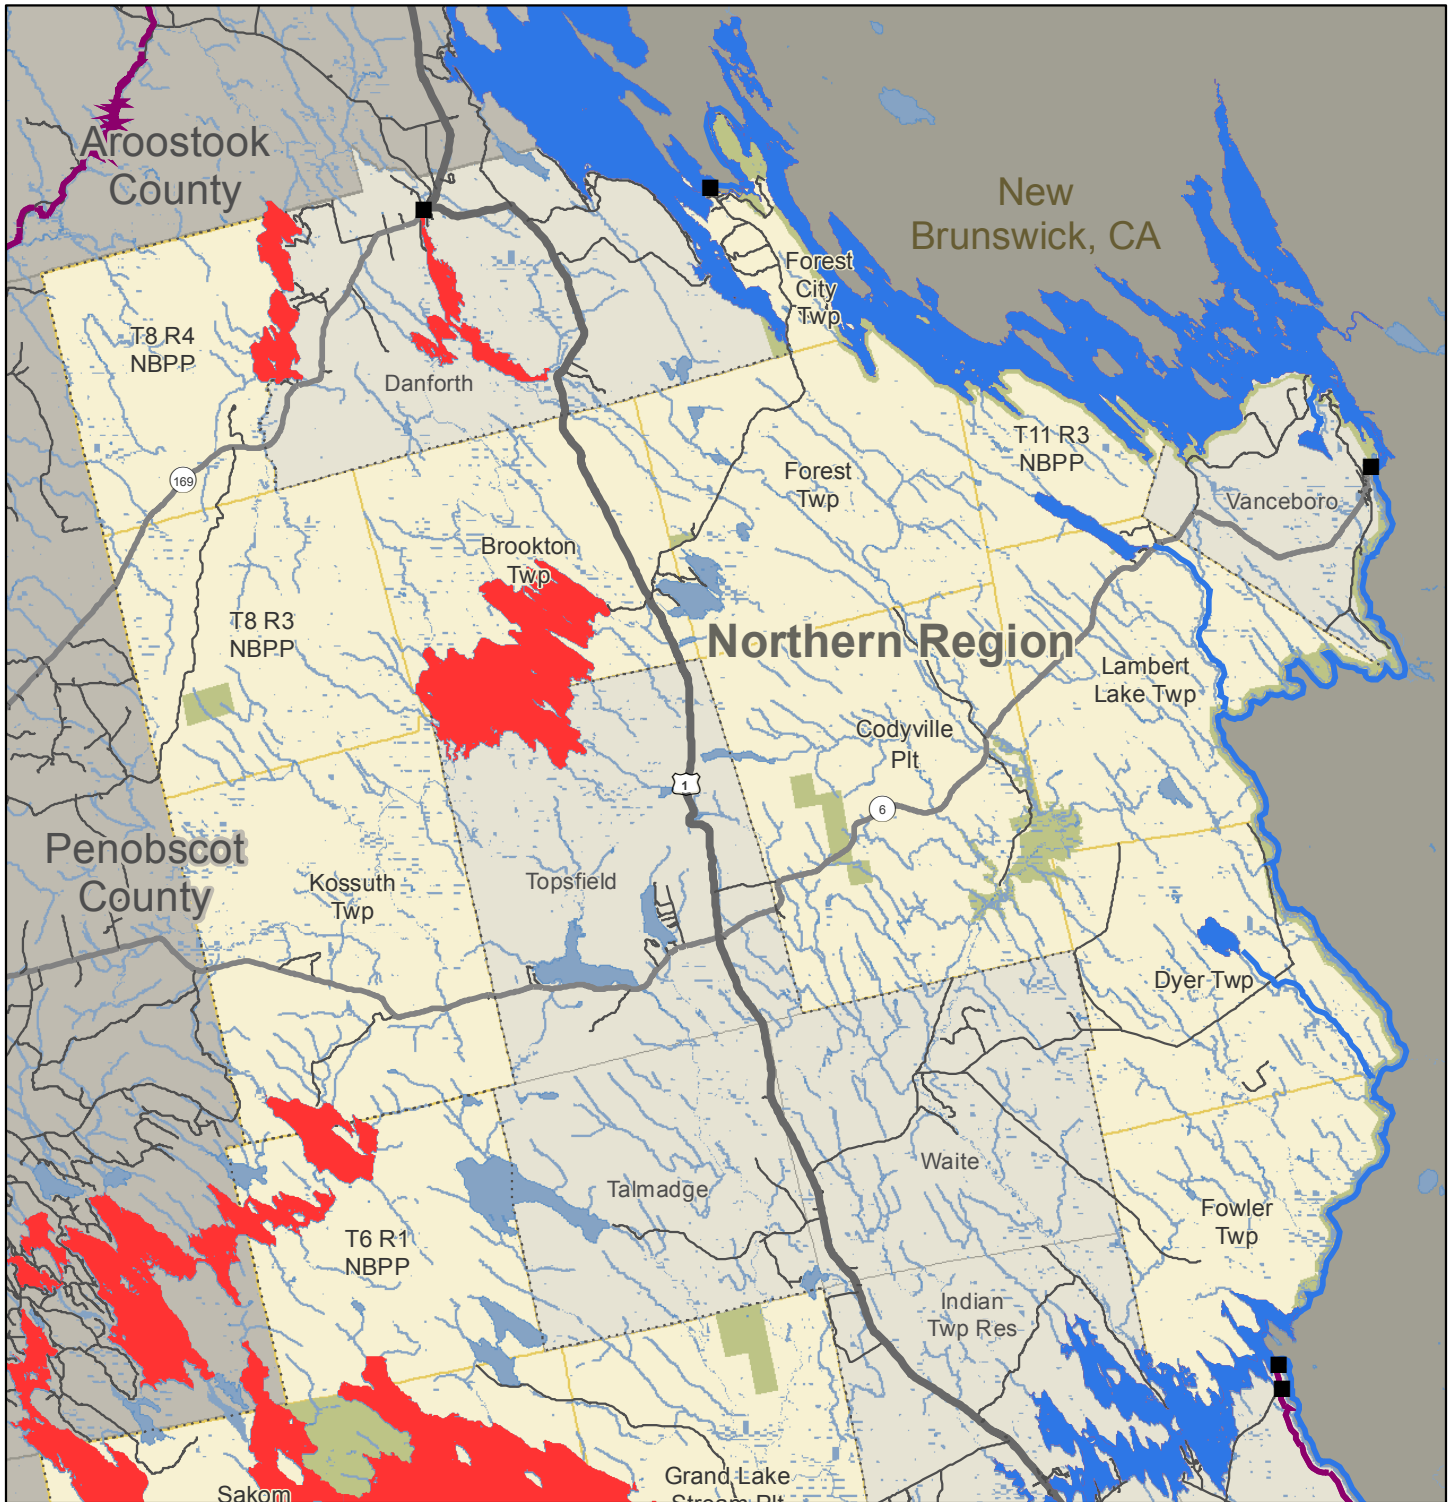 Aroostook
County
New
Brunswick, CA
Forest
City
Twp
T8 R4
NBPP
Danforth
T11 R3
NBPP
Forest
Twp
169
Vanceboro
Brookton
Twp
T8 R3
NBPP
Northern Region
Lambert
Lake Twp
Codyville
Plt
1
6
Penobscot
County
Kossuth
Twp
Topsfield
Dyer Twp
Waite
Talmadge
Fowler
Twp
T6 R1
NBPP
Indian
Twp Res
Grand Lake
Stream Plt
Sakom